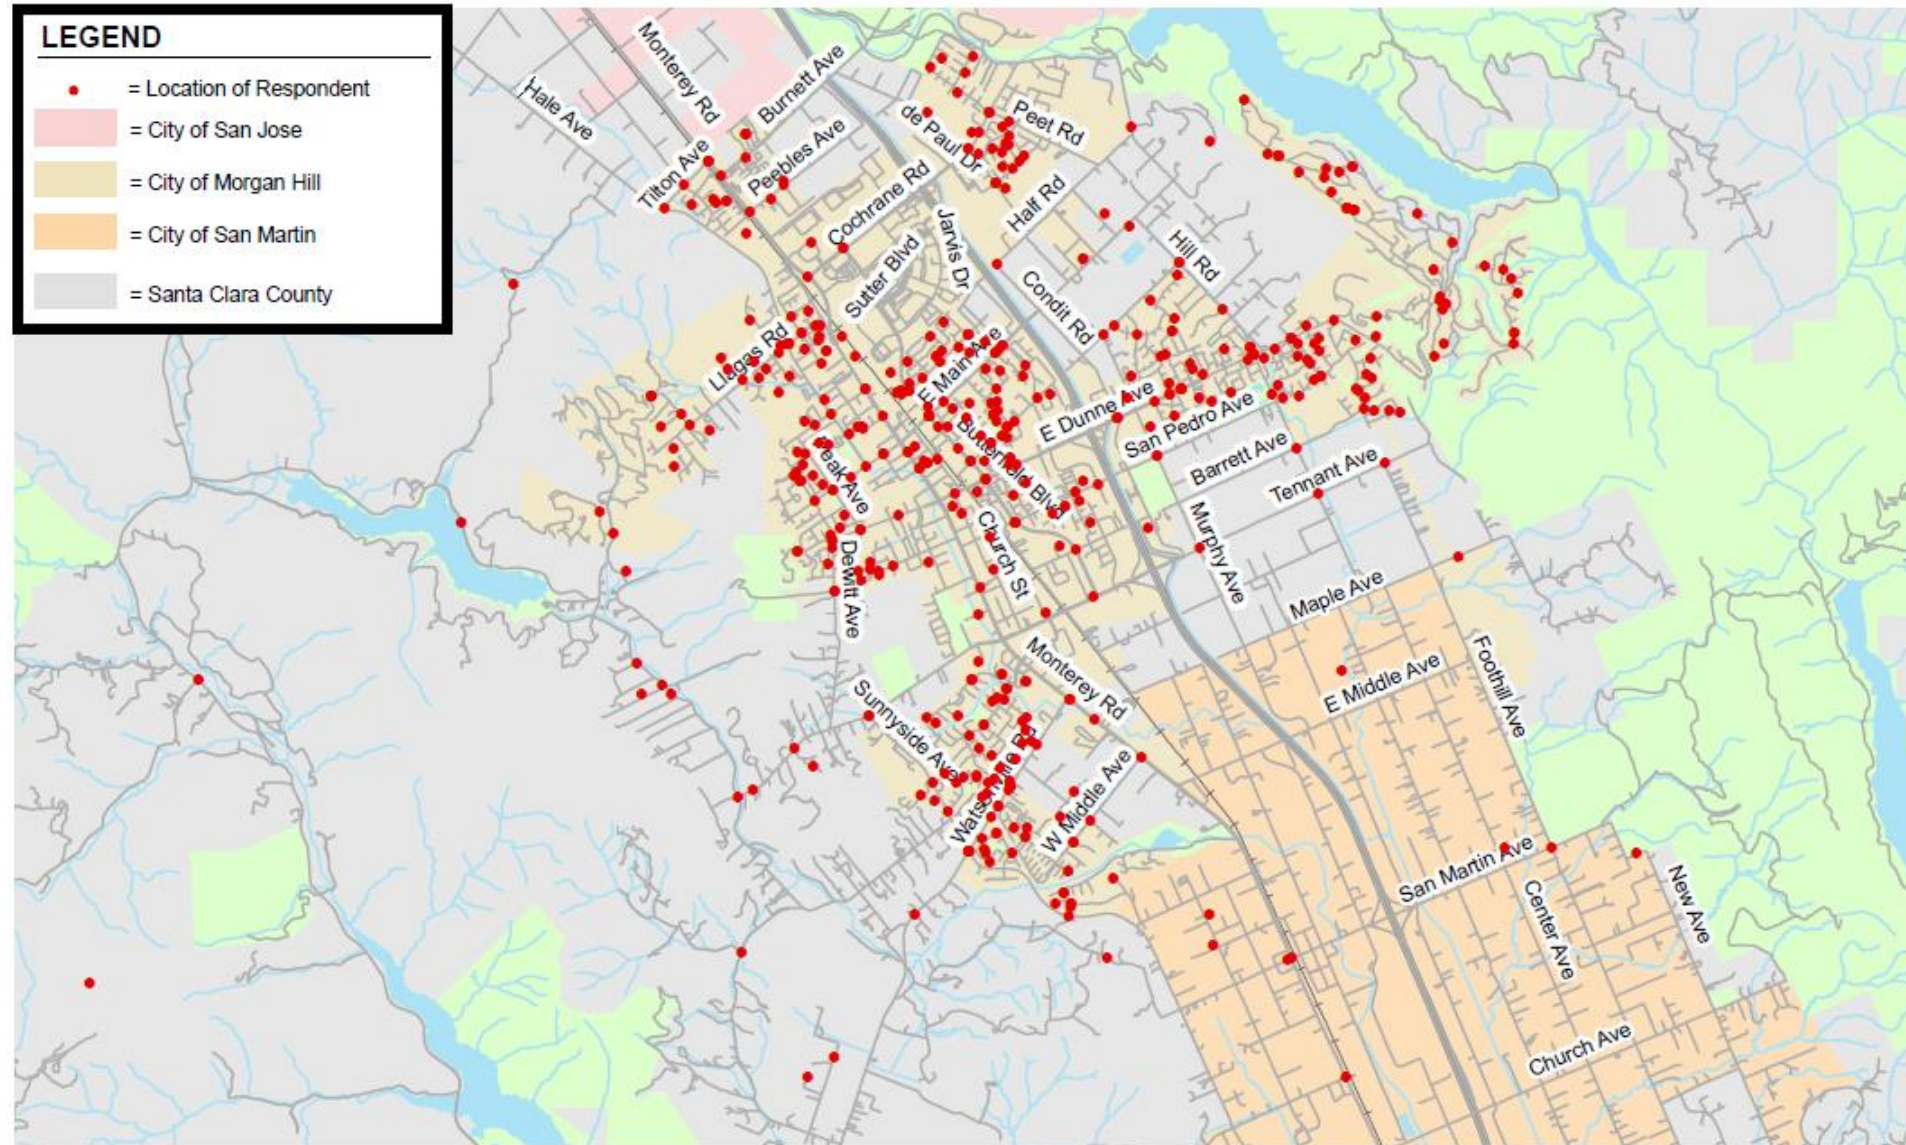 LEGEND
= Location of Respondent
= City of San Jose
= City of Morgan Hill
= City of San Martin
= Santa Clara County
Monterey Rd
Burnett Ave
Hale Ave
Peebles Ave
Tilton Ave
de Paul Dr
Peet Rd
Cochrane Rd
Half Rd
Jarvis Dr
Sutter Blvd
Hill Rd
Condit Rd
Llagas Rd
E Main Ave
E Dunne Ave
San Pedro Ave
Butterfield Blvd
Peak Ave
Barrett Ave
Tennant Ave
Church St
Murphy Ave
Dewitt Ave
Maple Ave
Monterey Rd
E Middle Ave
Foothill Ave
Sunnyside Ave
Watsonville Rd
W Middle Ave
San Martin Ave
Center Ave
New Ave
Church Ave